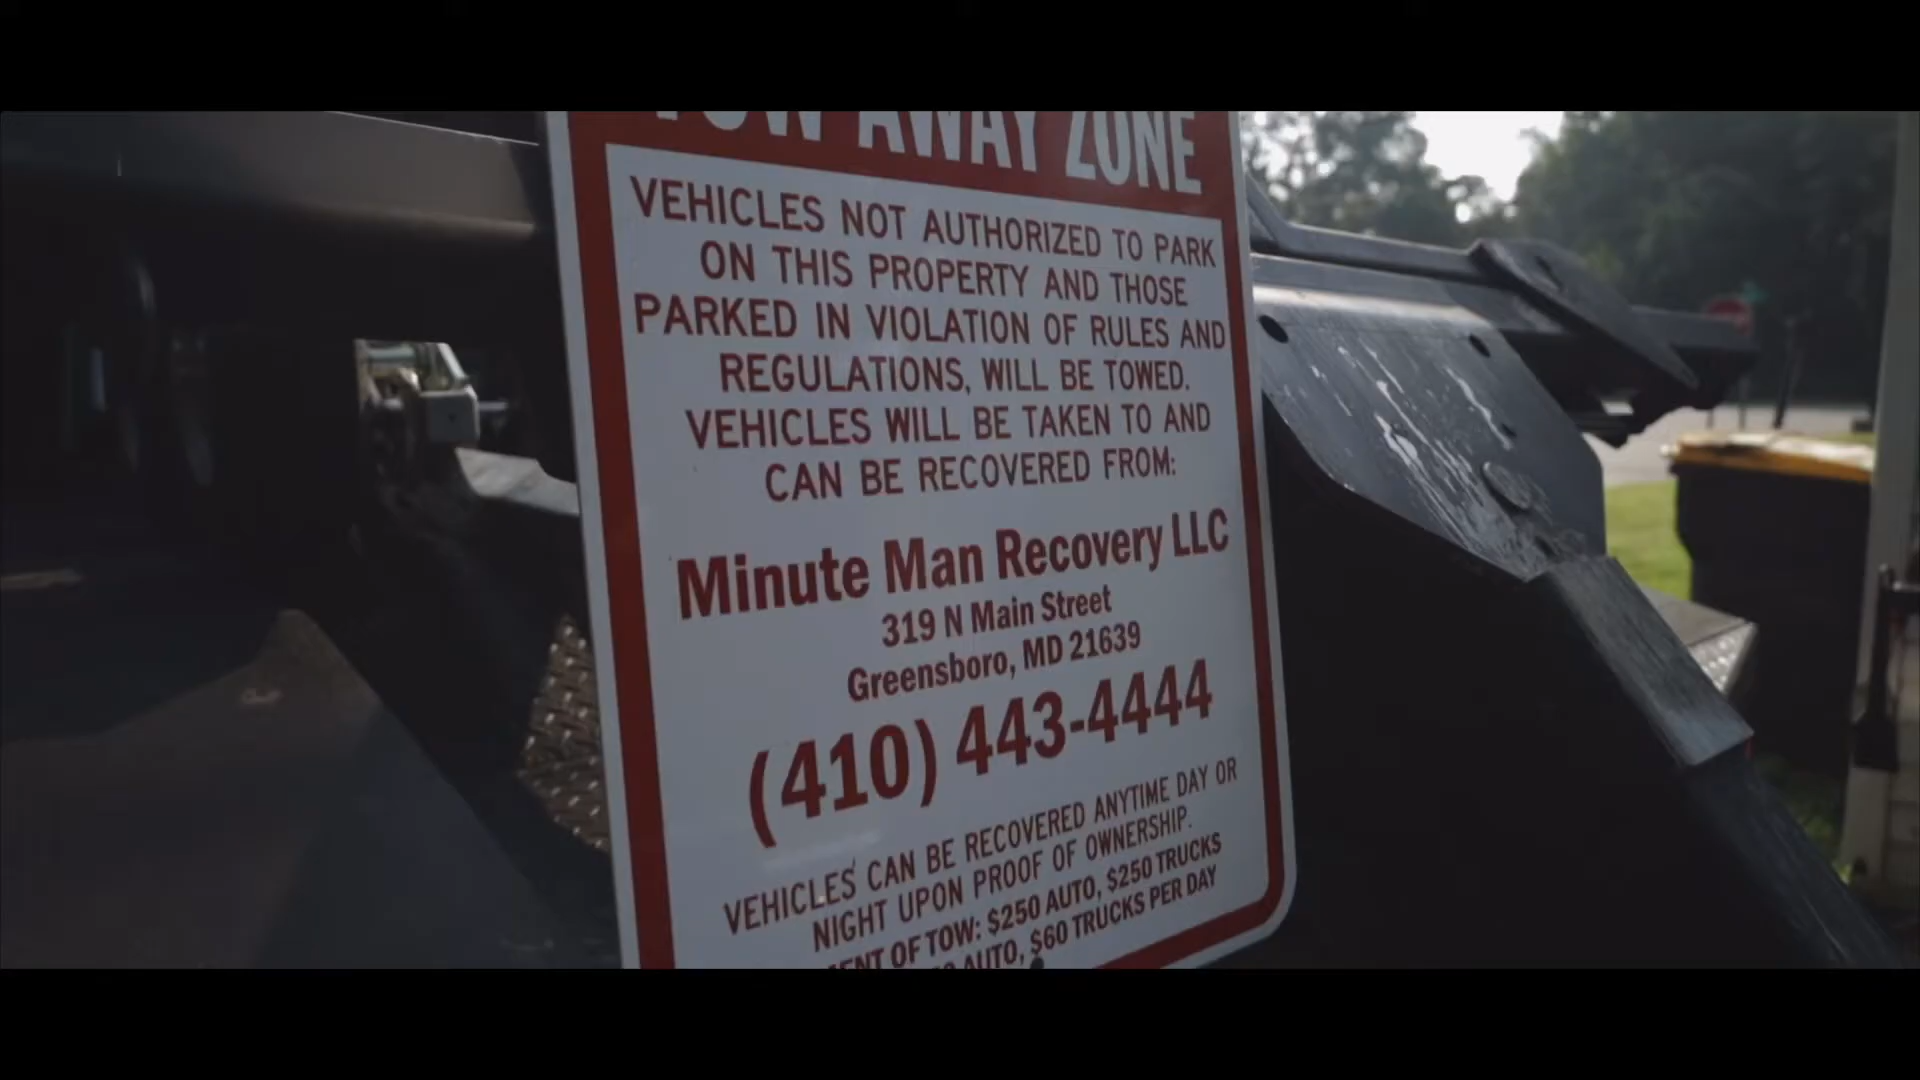 TOW AWAY ZONE
VEHICLES NOT AUTHORIZED TO PARK
ON THIS PROPERTY AND THOSE
PARKED IN VIOLATION OF RULES AND
REGULATIONS, WILL BE TOWED.
VEHICLES WILL BE TAKEN TO AND
CAN BE RECOVERED FROM:
Minute Man Recovery LLC
319 N Main Street
Greensboro, MD 21639
(410) 443-4444
VEHICLES CAN BE RECOVERED ANYTIME DAY OR
NIGHT UPON PROOF OF OWNERSHIP.
OF TOW: $250 AUTO, $250 TRUCKS
AUTO, $60 TRUCKS PER DAY